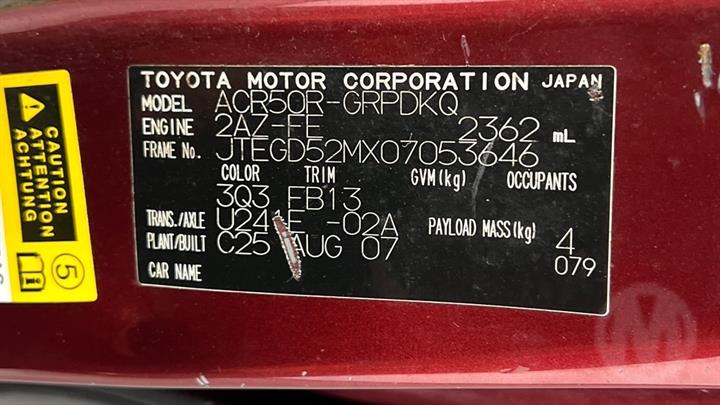 TOYOTA MOTOR CORPORATION JAPAN
MODEL ACR50R-GRPDKQ
ENGINE 2AZ-FE 2362 mL
FRAME No. JTEGD52MX07053646
COLOR TRIM GVM(kg) OCCUPANTS
3Q3 FB13
TRANS./AXLE U241E -02A PAYLOAD MASS(kg)
PLANT/BUILT C25 AUG 07 4
CAR NAME 079
CAUTION
ATTENTION
ACHTUNG
5
M